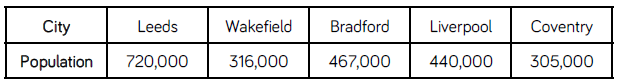 City Leeds Wakefield Bradford Liverpool Coventry
Population 720,000 316,000 467,000 440,000 305,000